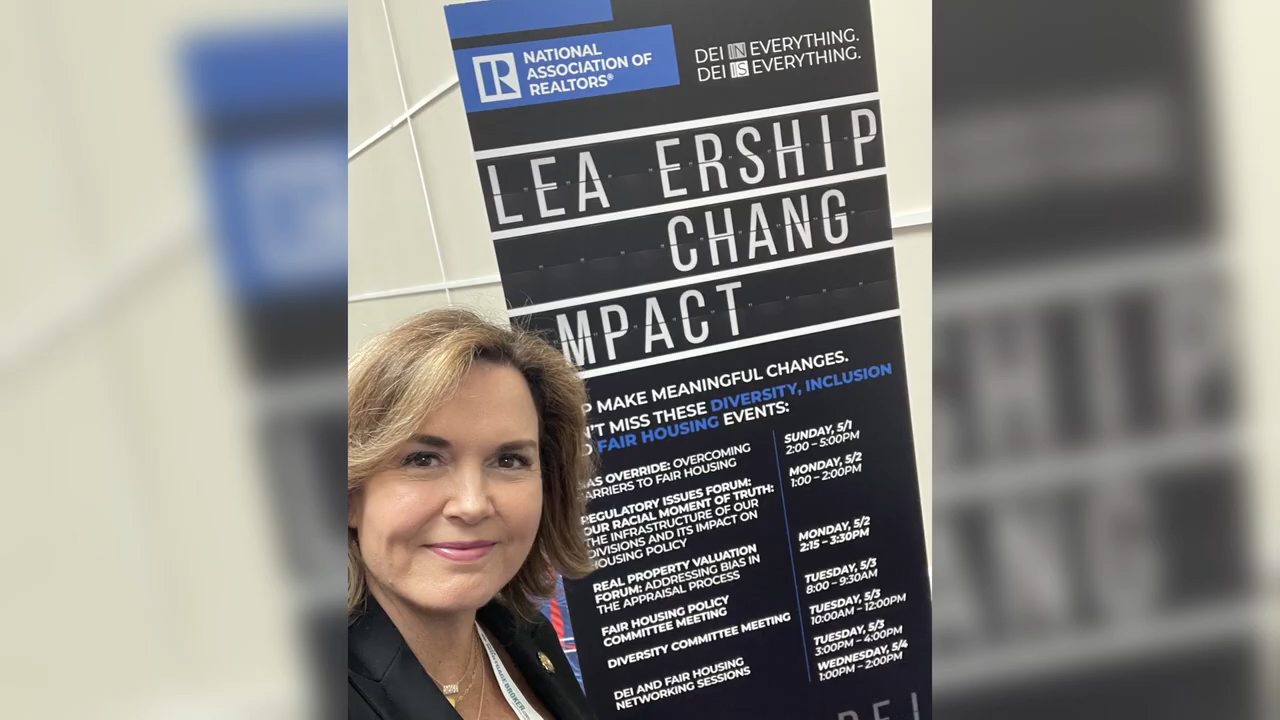 NATIONAL
ASSOCIATION OF
REALTORS®
DEI IN EVERYTHING.
DEI IS EVERYTHING.
LEA ERSHIP
CHANG
MPACT
P MAKE MEANINGFUL CHANGES.
N'T MISS THESE DIVERSITY, INCLUSION
FAIR HOUSING EVENTS:
AS OVERRIDE: OVERCOMING
ARRIERS TO FAIR HOUSING
SUNDAY, 5/1
2:00 – 5:00PM
REGULATORY ISSUES FORUM:
OUR RACIAL MOMENT OF TRUTH:
THE INFRASTRUCTURE OF OUR
DIVISIONS AND ITS IMPACT ON
HOUSING POLICY
MONDAY, 5/2
1:00 – 2:00PM
REAL PROPERTY VALUATION
FORUM: ADDRESSING BIAS IN
THE APPRAISAL PROCESS
MONDAY, 5/2
2:15 – 3:30PM
FAIR HOUSING POLICY
COMMITTEE MEETING
TUESDAY, 5/3
8:00 – 9:30AM
DIVERSITY COMMITTEE MEETING
TUESDAY, 5/3
10:00AM – 12:00PM
DEI AND FAIR HOUSING
NETWORKING SESSIONS
TUESDAY, 5/3
3:00PM – 4:00PM
WEDNESDAY, 5/4
1:00PM – 2:00PM